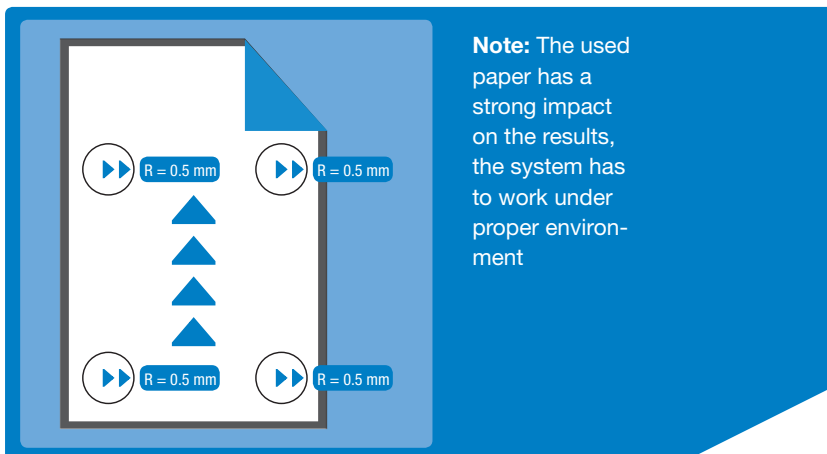 R = 0.5 mm
R = 0.5 mm
R = 0.5 mm
R = 0.5 mm
Note: The used
paper has a
strong impact
on the results,
the system has
to work under
proper environ-
ment